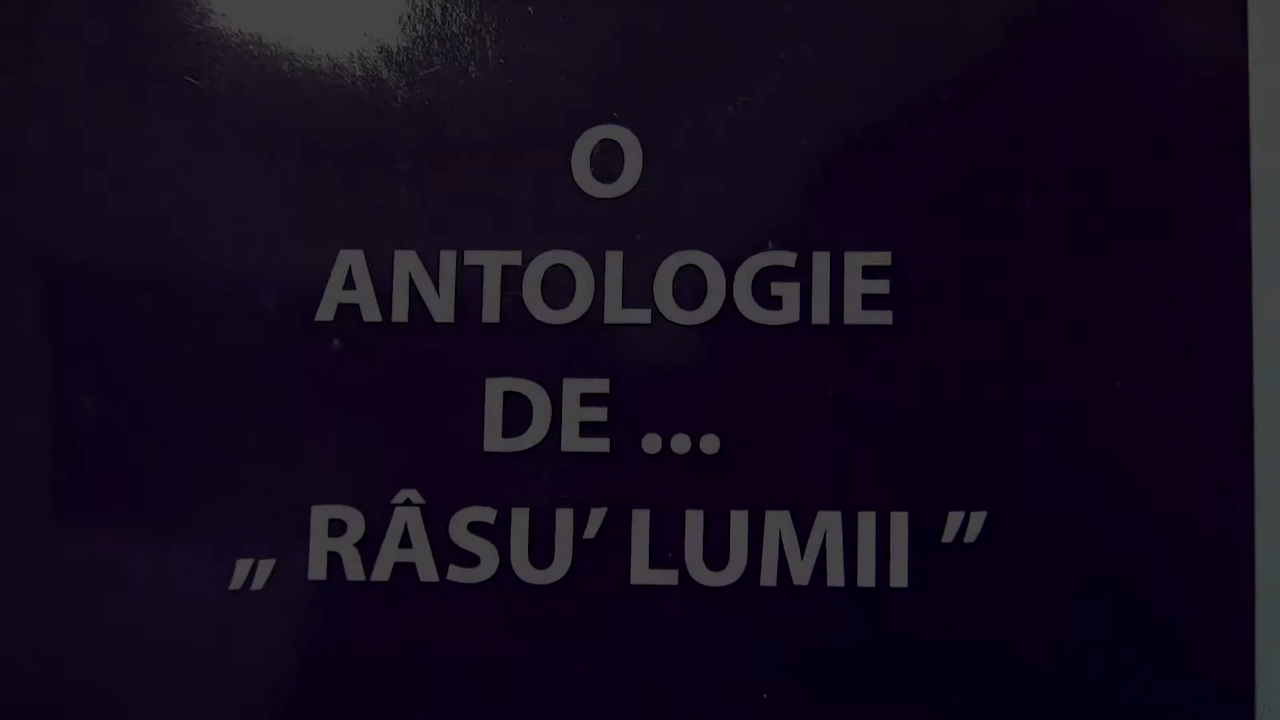 O
ANTOLOGIE
DE ...
„ RÂSU’ LUMII ”